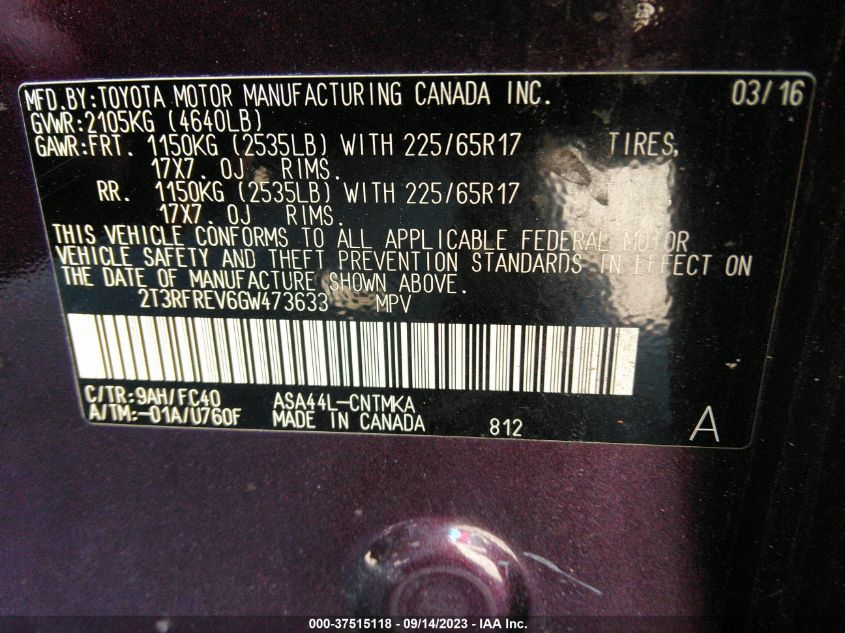 MFD.BY:TOYOTA MOTOR MANUFACTURING CANADA INC. 03/16
GVWR:2105KG (4640LB)
GAWR:FRT. 1150KG (2535LB) WITH 225/65R17 TIRES,
17X7.0J RIMS.
RR. 1150KG (2535LB) WITH 225/65R17
17X7.0J RIMS.
THIS VEHICLE CONFORMS TO ALL APPLICABLE FEDERAL MOTOR
VEHICLE SAFETY AND THEFT PREVENTION STANDARDS IN EFFECT ON
THE DATE OF MANUFACTURE SHOWN ABOVE.
2T3RFREV6GW473633 MPV
C/TR:9AH/FC40 ASA44L-CNTMKA
A/TM:-01A/U760F MADE IN CANADA 812 A
000-37515118 - 09/14/2023 - IAA Inc.